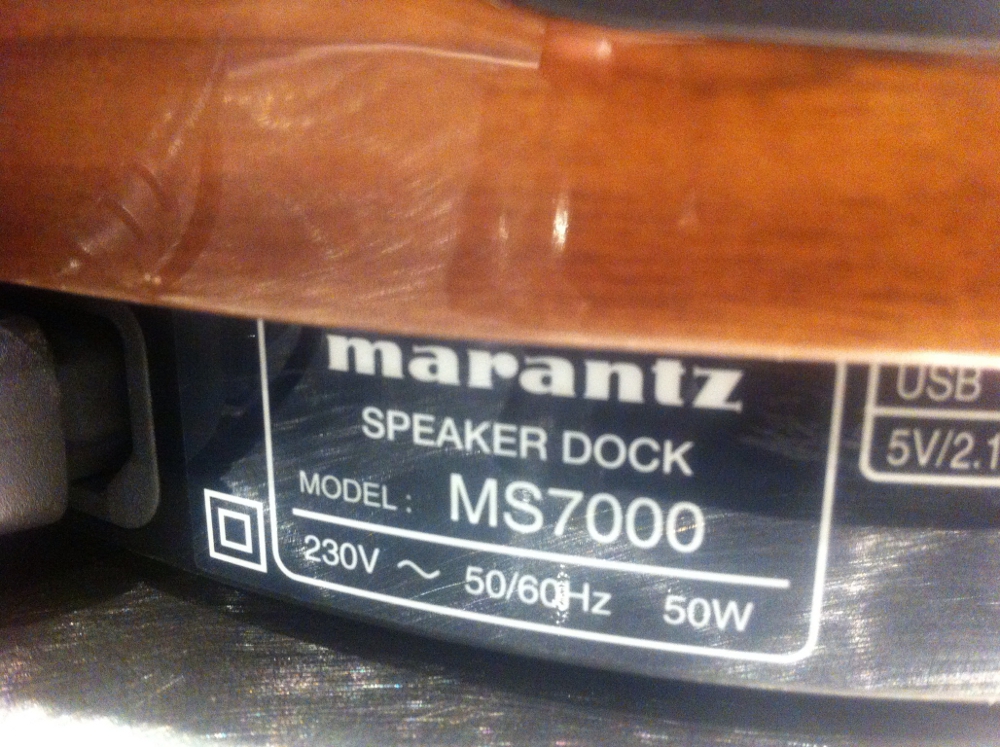 marantz
SPEAKER DOCK
MODEL : MS7000
230V ~ 50/60Hz 50W
USB
5V/2.1